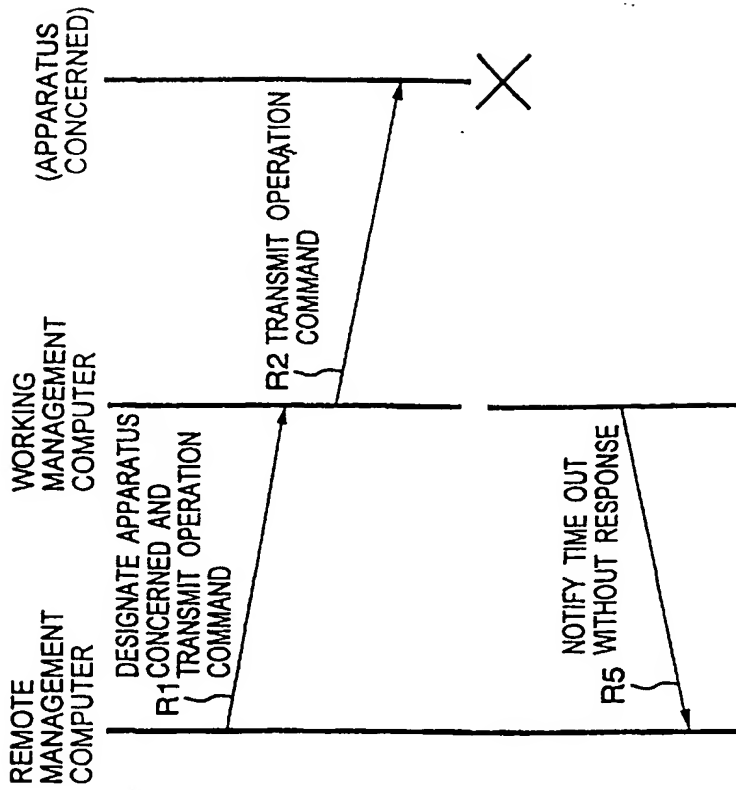 REMOTE
MANAGEMENT
COMPUTER
WORKING
MANAGEMENT
COMPUTER
(APPARATUS
CONCERNED)
DESIGNATE APPARATUS
CONCERNED AND
R1 TRANSMIT OPERATION
COMMAND
R2 TRANSMIT OPERATION
COMMAND
NOTIFY TIME OUT
WITHOUT RESPONSE
R5